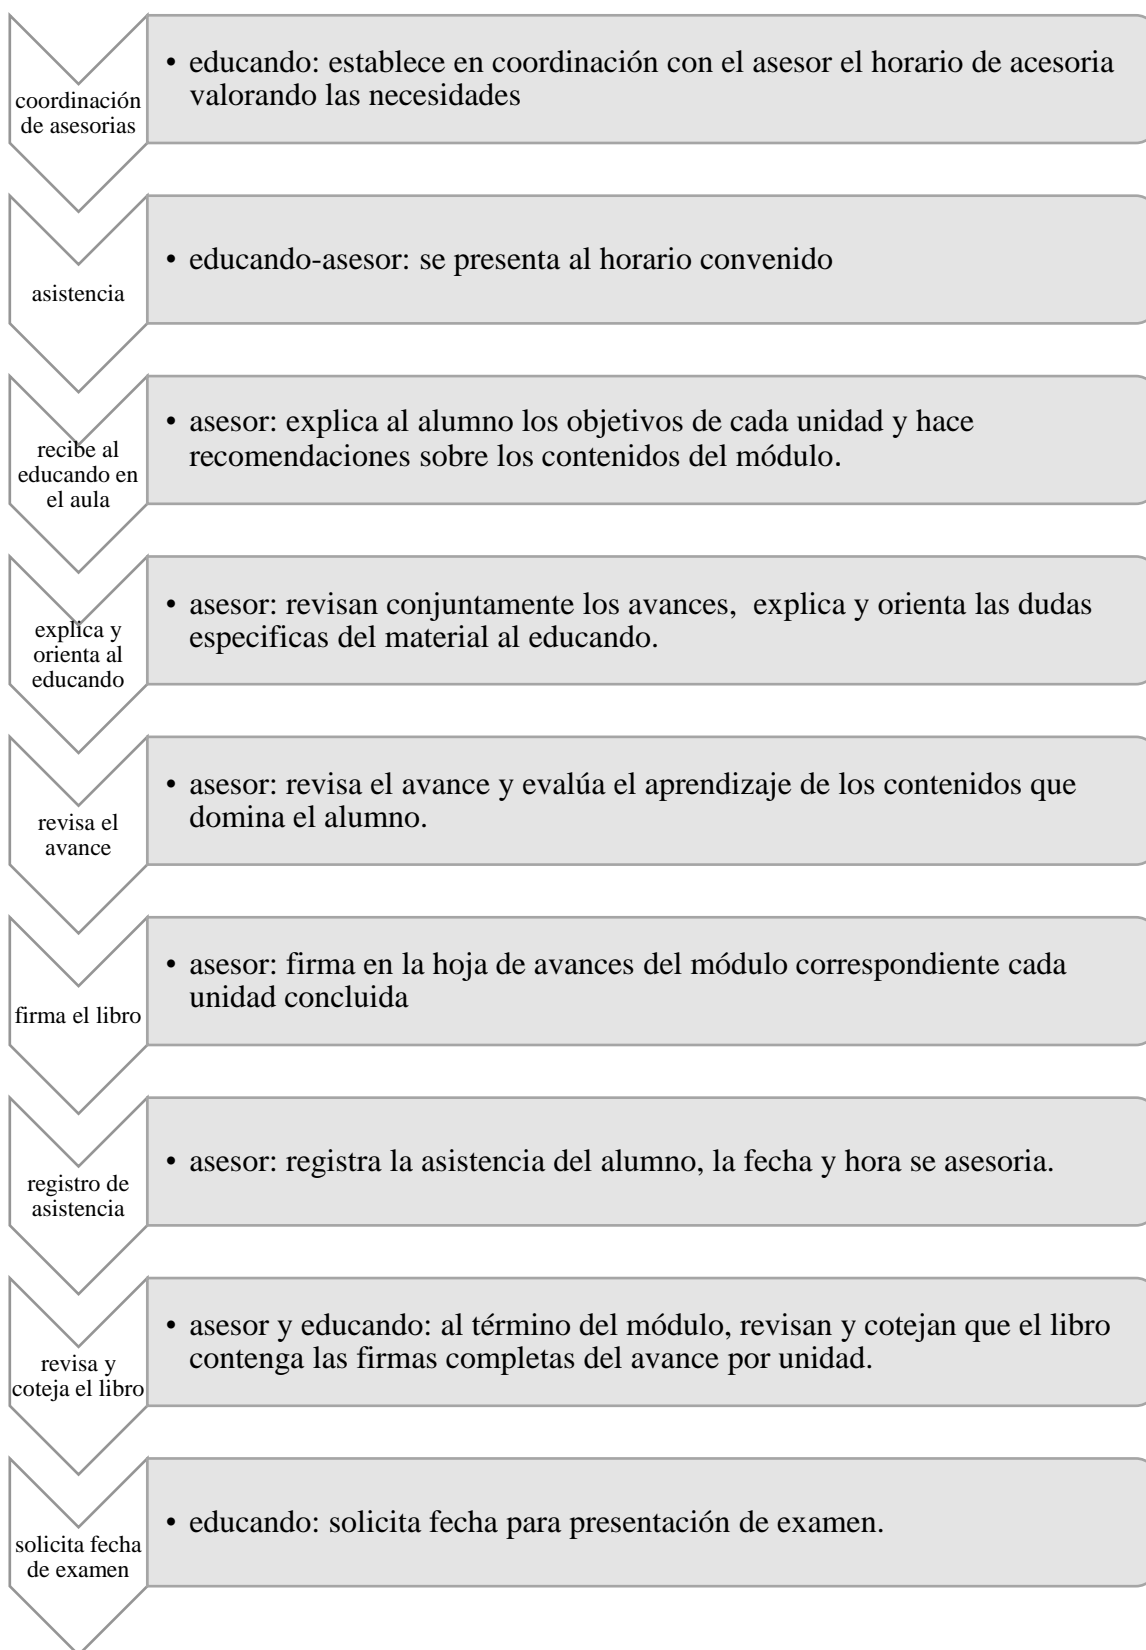 coordinación
de asesorias
• educando: establece en coordinación con el asesor el horario de acesoria
valorando las necesidades
asistencia
• educando-asesor: se presenta al horario convenido
recibe al
educando en
el aula
• asesor: explica al alumno los objetivos de cada unidad y hace
recomendaciones sobre los contenidos del módulo.
explica y
orienta al
educando
• asesor: revisan conjuntamente los avances,  explica y orienta las dudas
especificas del material al educando.
revisa el
avance
• asesor: revisa el avance y evalúa el aprendizaje de los contenidos que
domina el alumno.
firma el libro
• asesor: firma en la hoja de avances del módulo correspondiente cada
unidad concluida
registro de
asistencia
• asesor: registra la asistencia del alumno, la fecha y hora se asesoria.
revisa y
coteja el libro
• asesor y educando: al término del módulo, revisan y cotejan que el libro
contenga las firmas completas del avance por unidad.
solicita fecha
de examen
• educando: solicita fecha para presentación de examen.